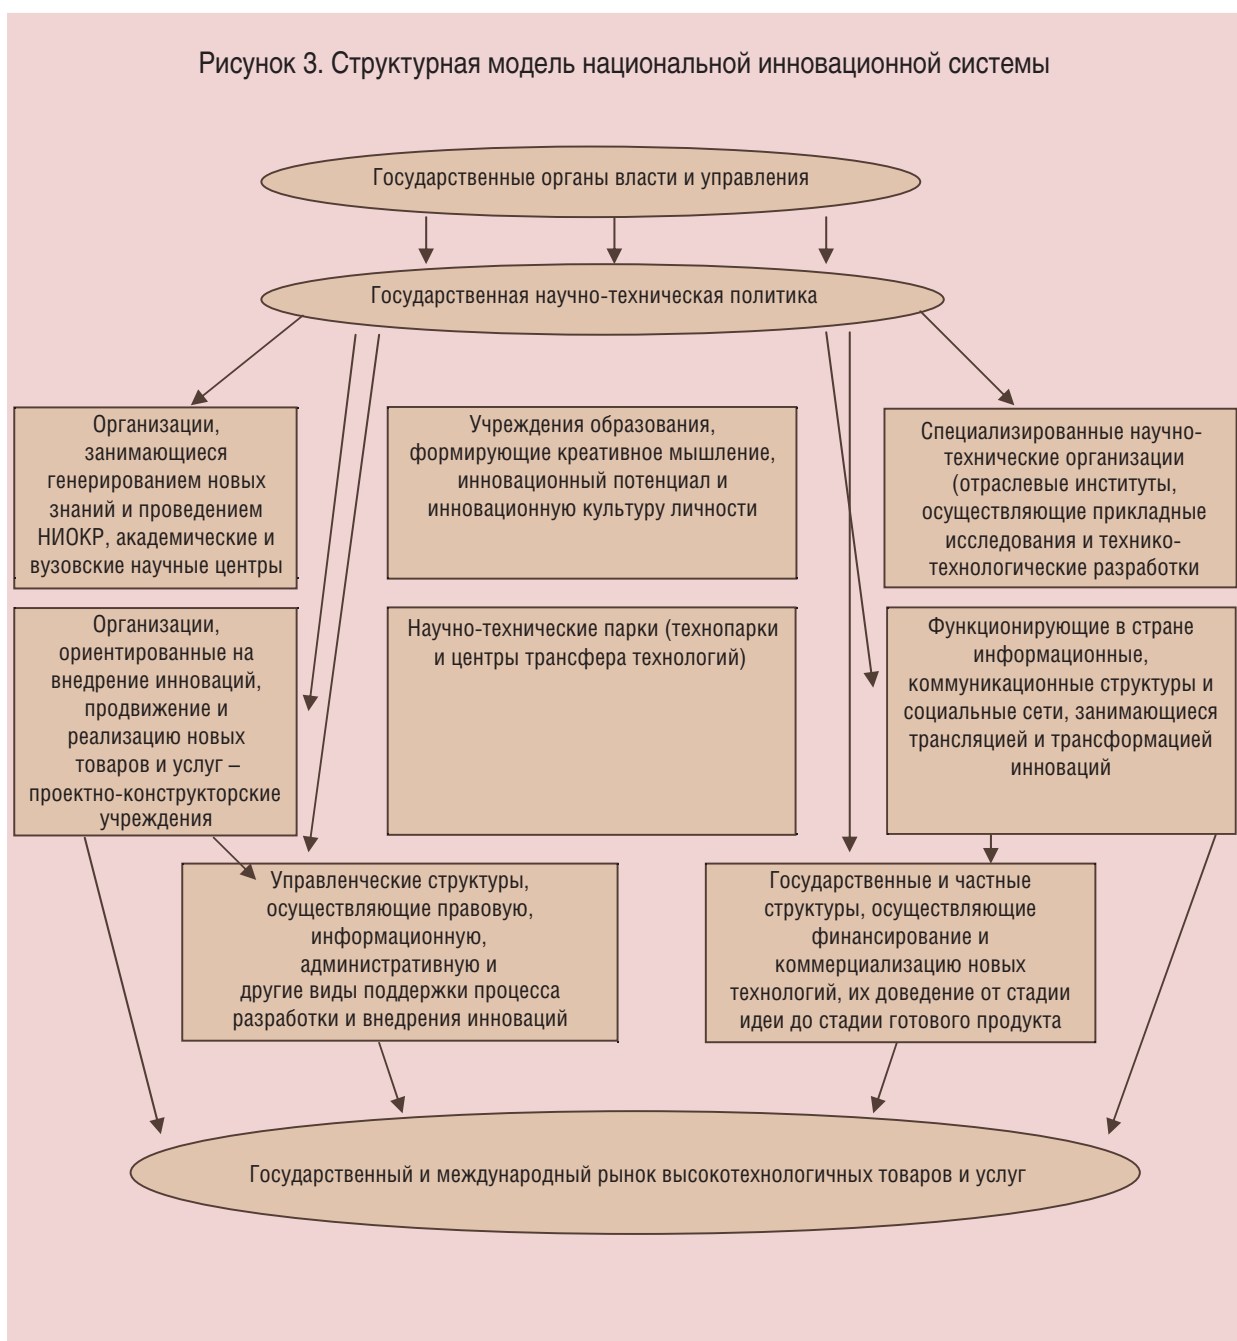 Рисунок 3. Структурная модель национальной инновационной системы
Государственные органы власти и управления
Государственная научно-техническая политика
Организации,
занимающиеся
генерированием новых
знаний и проведением
НИОКР, академические и
вузовские научные центры
Учреждения образования,
формирующие креативное мышление,
инновационный потенциал и
инновационную культуру личности
Специализированные научно-
технические организации
(отраслевые институты,
осуществляющие прикладные
исследования и технико-
технологические разработки
Организации,
ориентированные на
внедрение инноваций,
продвижение и
реализацию новых
товаров и услуг –
проектно-конструкторские
учреждения
Научно-технические парки (технопарки
и центры трансфера технологий)
Функционирующие в стране
информационные,
коммуникационные структуры и
социальные сети, занимающиеся
трансляцией и трансформацией
инноваций
Управленческие структуры,
осуществляющие правовую,
информационную,
административную и
другие виды поддержки процесса
разработки и внедрения инноваций
Государственные и частные
структуры, осуществляющие
финансирование и
коммерциализацию новых
технологий, их доведение от стадии
идеи до стадии готового продукта
Государственный и международный рынок высокотехнологичных товаров и услуг